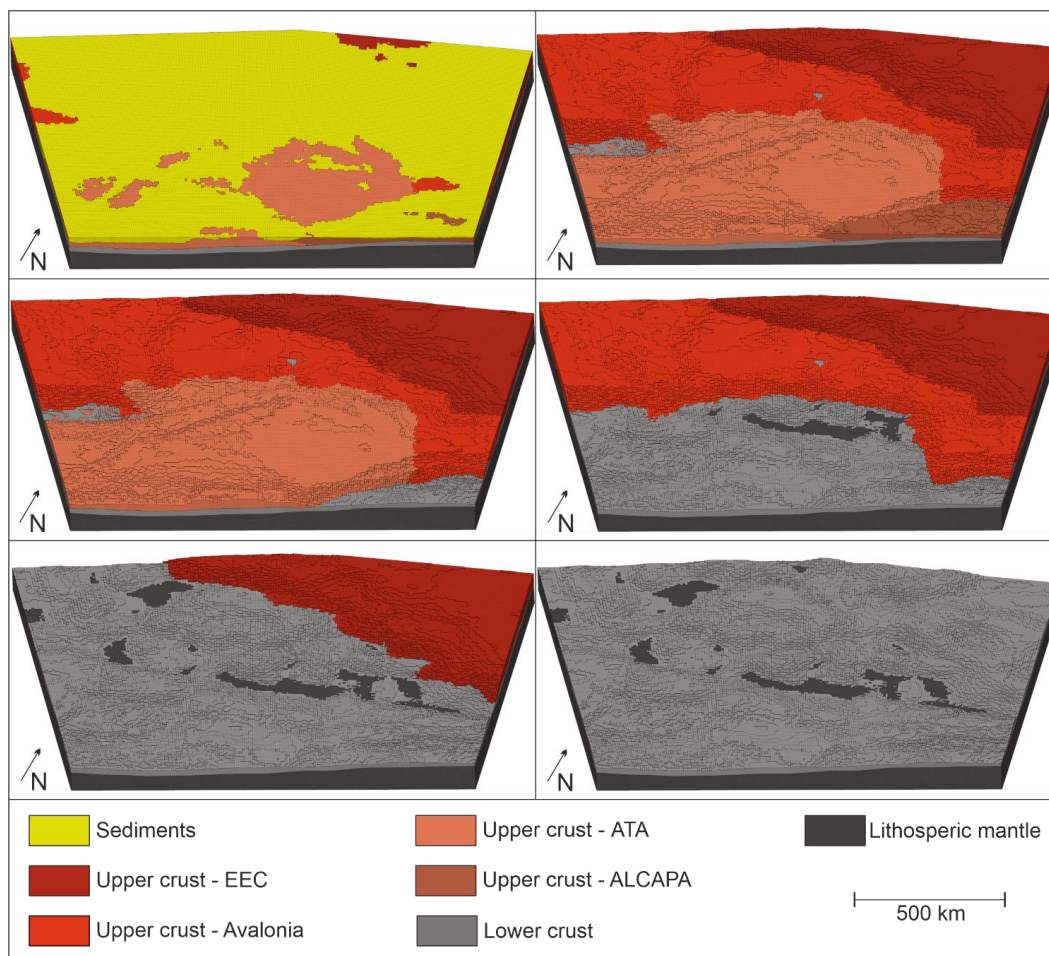 N
N
N
N
N
N
Sediments
Upper crust - ATA
Lithosperic mantle
Upper crust - EEC
Upper crust - ALCAPA
Upper crust - Avalonia
Lower crust
500 km